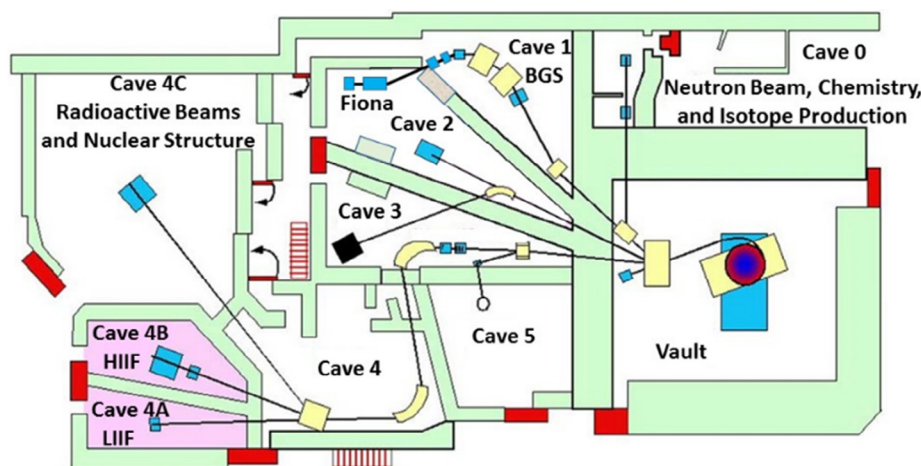 Cave 4C
Radioactive Beams
and Nuclear Structure
Fiona
Cave 1
BGS
Cave 0
Neutron Beam, Chemistry,
and Isotope Production
Cave 2
Cave 3
Cave 4B
HIIF
Cave 4A
LIIF
Cave 4
Cave 5
Vault